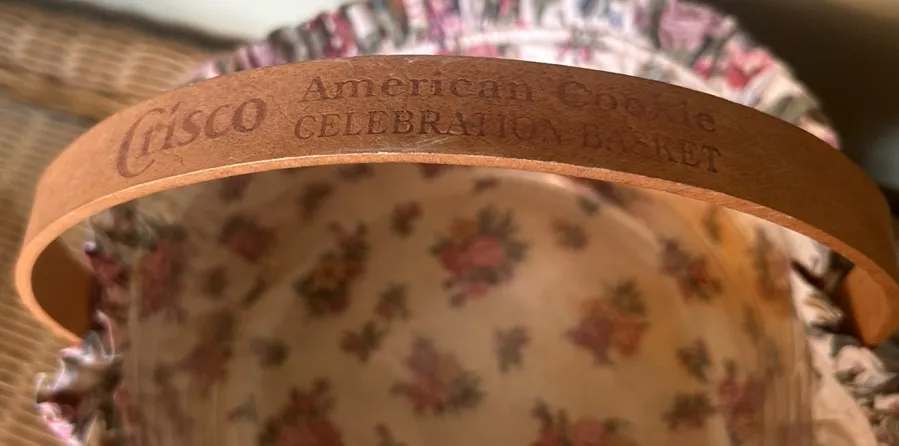 Crisco
American Cookie
CELEBRATION BASKET